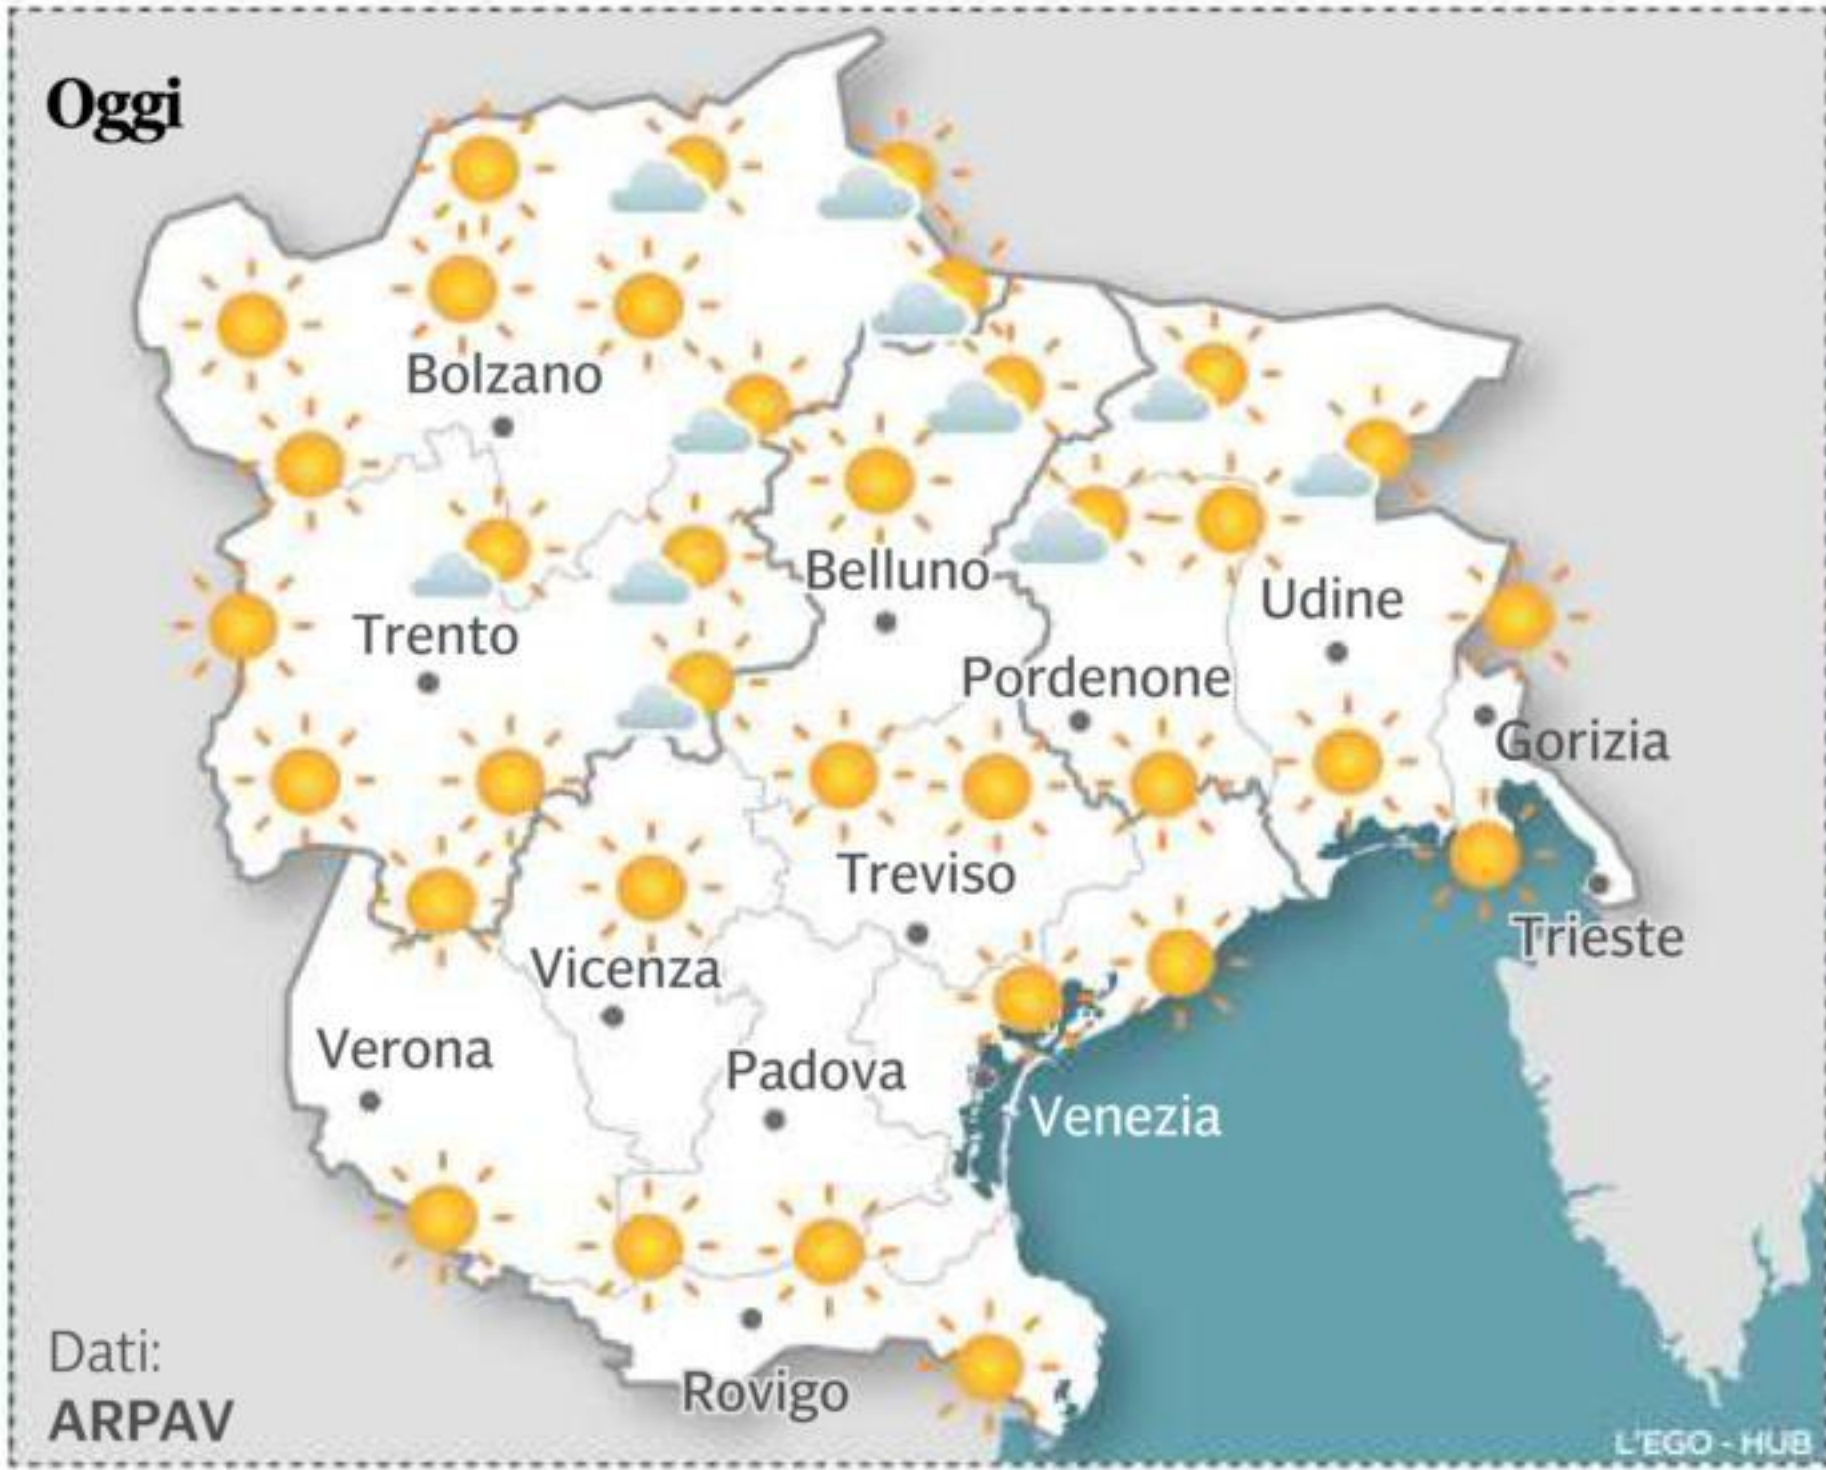 Oggi
Bolzano
Belluno
Trento
Udine
Pordenone
Gorizia
Treviso
Trieste
Vicenza
Verona
Padova
Venezia
Rovigo
Dati:
ARPAV
L'EGO - HUB